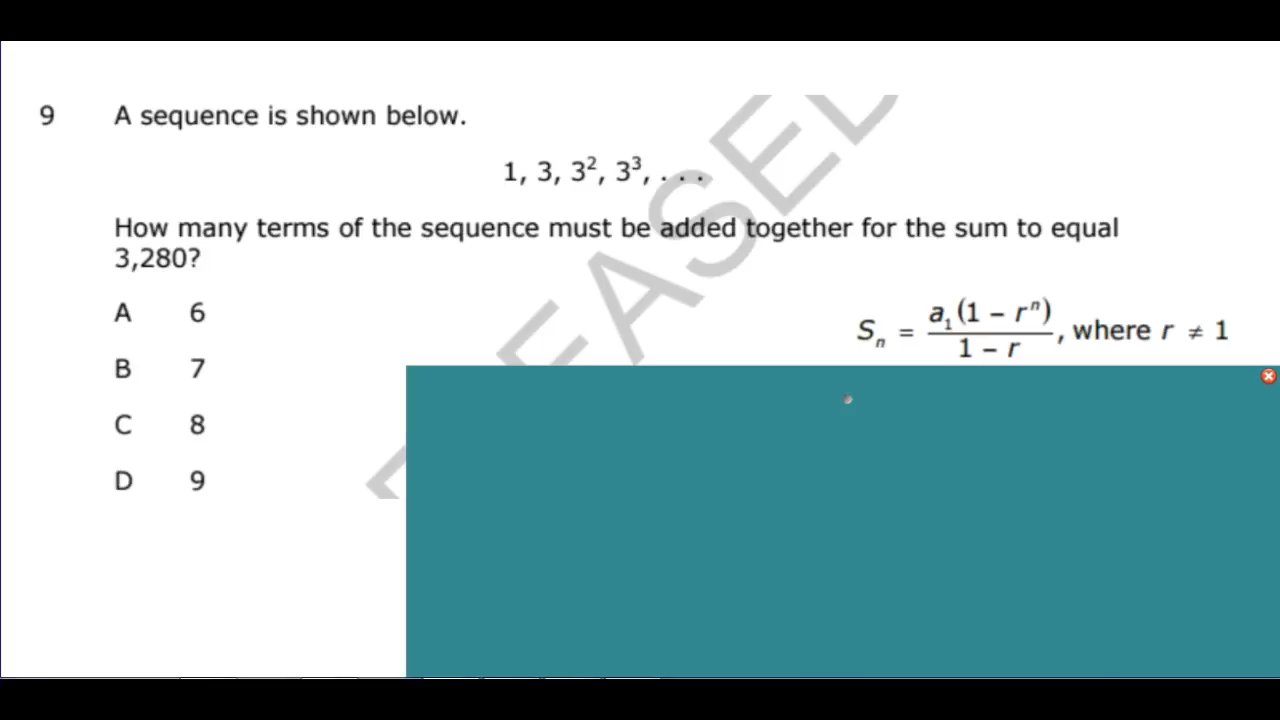 9 A sequence is shown below.
1, 3, 3², 3³, . . .
How many terms of the sequence must be added together for the sum to equal
3,280?
A 6
Sₙ = a₁(1 − rⁿ) / 1 − r, where r ≠ 1
B 7
C 8
D 9
EASED